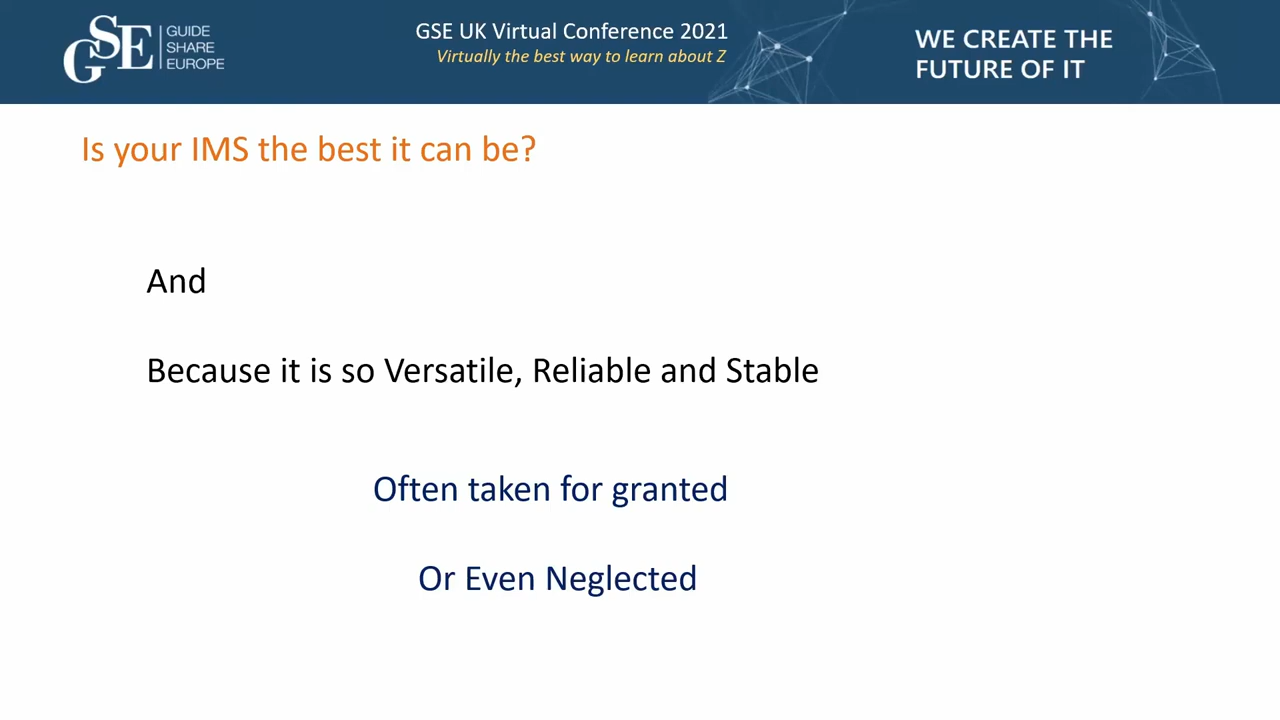 GSE
GUIDE
SHARE
EUROPE
GSE UK Virtual Conference 2021
Virtually the best way to learn about Z
WE CREATE THE
FUTURE OF IT
Is your IMS the best it can be?
And
Because it is so Versatile, Reliable and Stable
Often taken for granted
Or Even Neglected